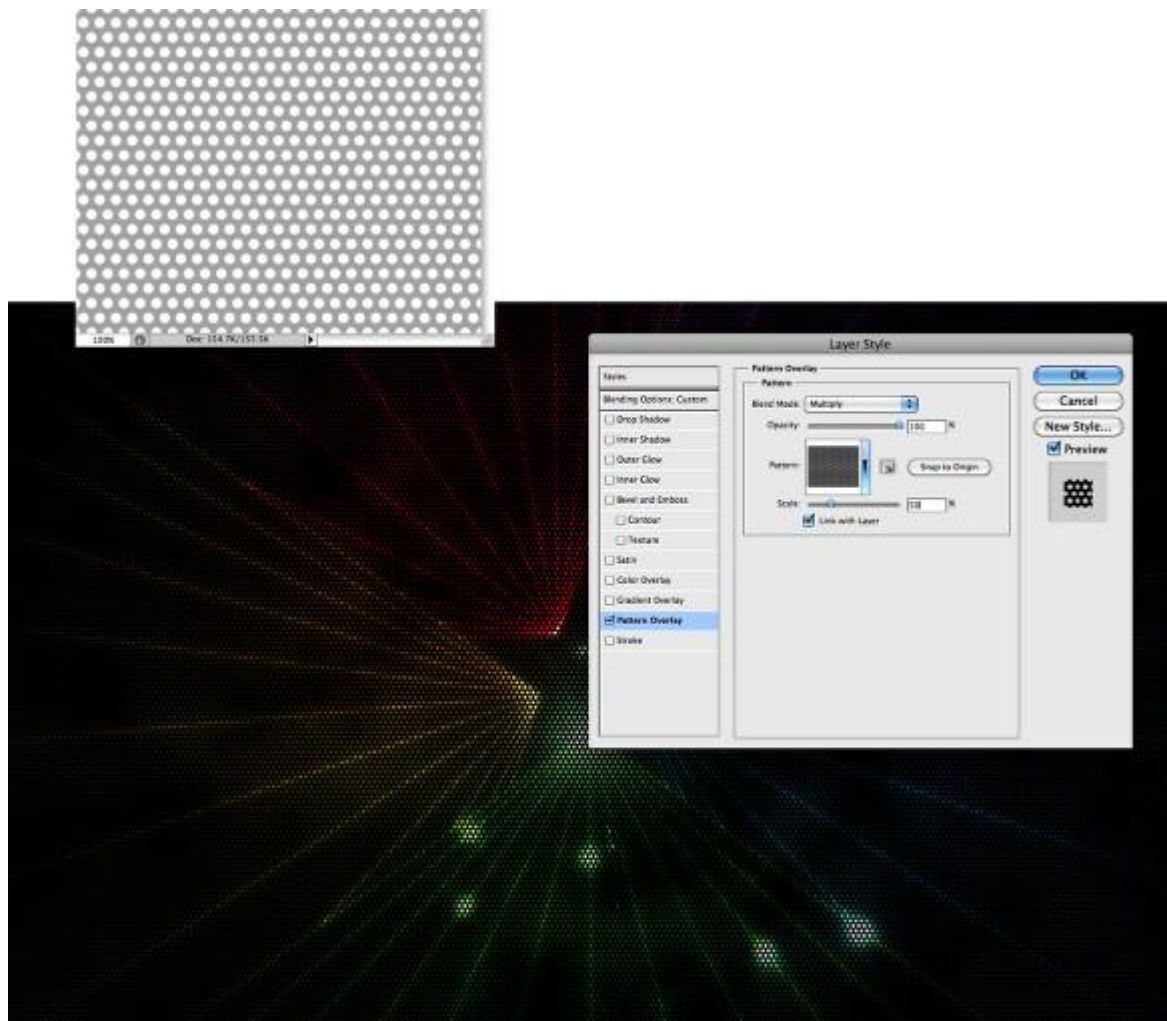 100%
Layer Style
Styles
Blending Options: Custom
Drop Shadow
Inner Shadow
Outer Glow
Inner Glow
Bevel and Emboss
Contour
Texture
Satin
Color Overlay
Gradient Overlay
Pattern Overlay
Stroke
Pattern Overlay
Pattern
Blend Mode: Multiply
Opacity: 100 %
Pattern: Snap to Origin
Scale: 50 %
Link with Layer
OK
Cancel
New Style...
Preview